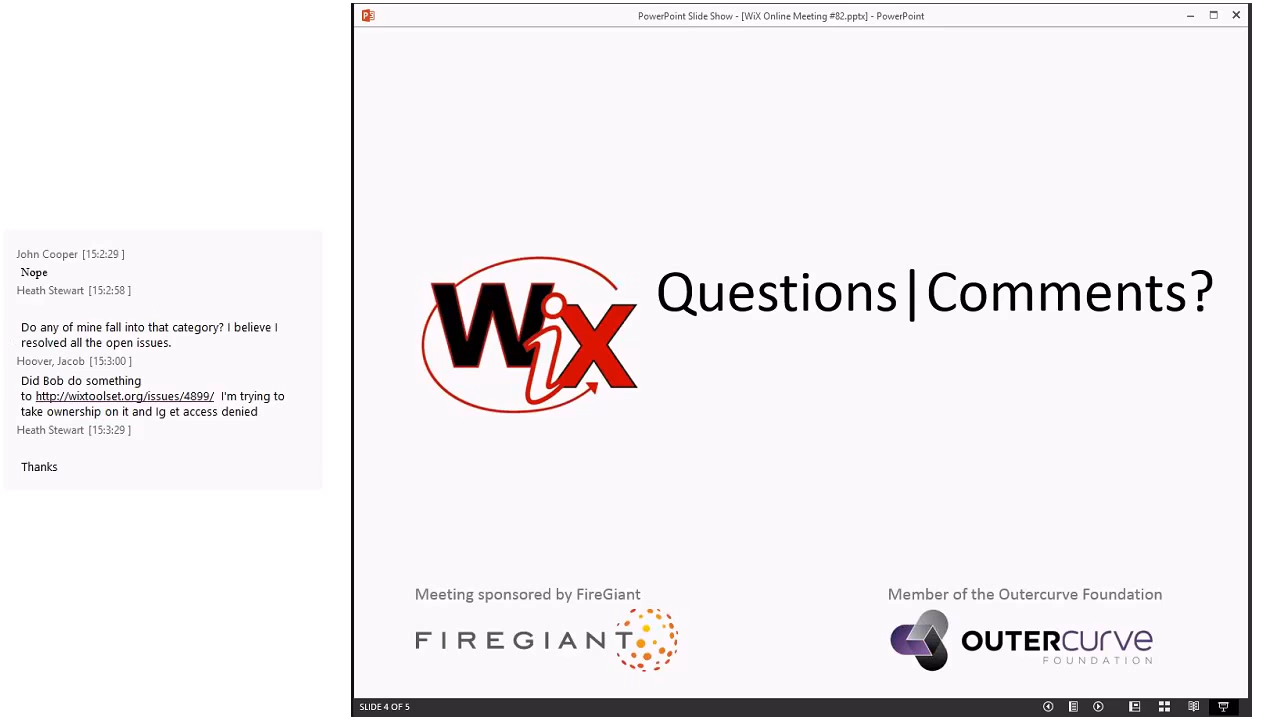 PowerPoint Slide Show - [WiX Online Meeting #82.pptx] - PowerPoint
John Cooper [15:2:29 ]
Nope
Heath Stewart [15:2:58 ]
Do any of mine fall into that category? I believe I
resolved all the open issues.
Hoover, Jacob [15:3:00 ]
Did Bob do something
to http://wixtoolset.org/issues/4899/ I'm trying to
take ownership on it and Ig et access denied
Heath Stewart [15:3:29 ]
Thanks
WiX
Questions|Comments?
Meeting sponsored by FireGiant
FIREGIANT
Member of the Outercurve Foundation
OUTERCURVE
FOUNDATION
SLIDE 4 OF 5